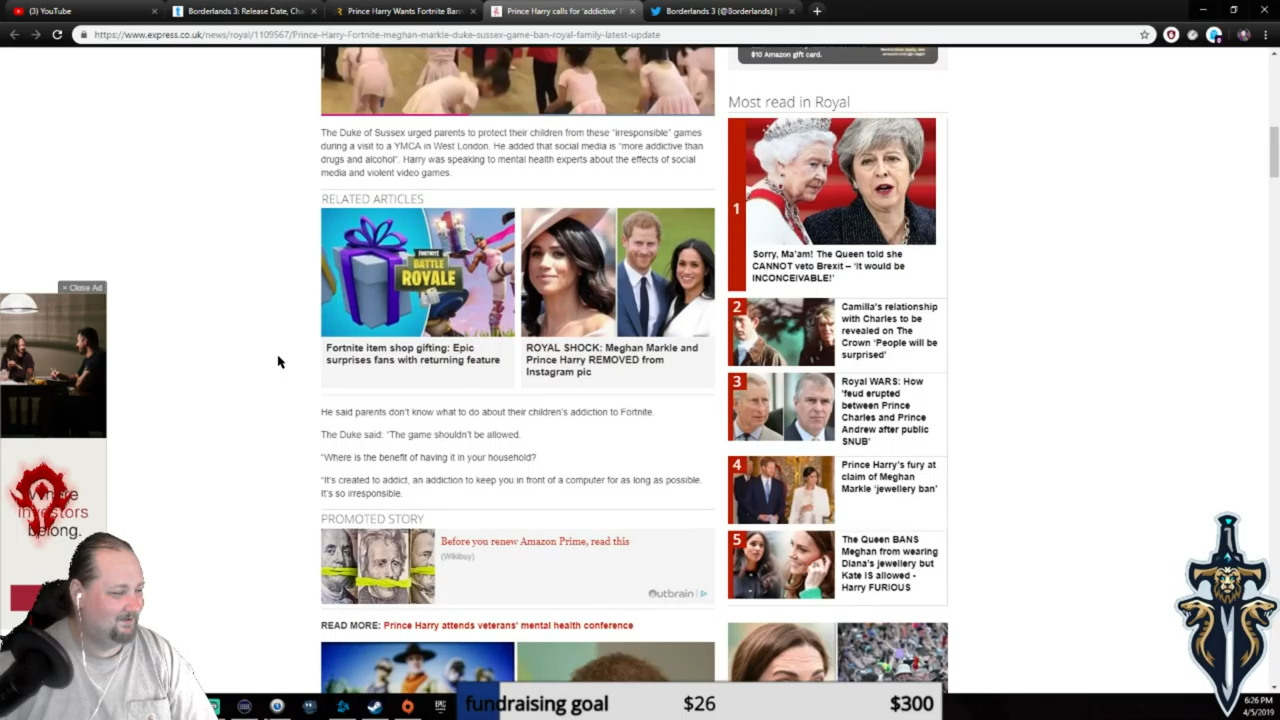 (3) YouTube
Borderlands 3: Release Date, Cha
Prince Harry Wants Fortnite Ban
Prince Harry calls for 'addictive' F
Borderlands 3 (@Borderlands) | T
https://www.express.co.uk/news/royal/1109567/Prince-Harry-Fortnite-meghan-markle-duke-sussex-game-ban-royal-family-latest-update
$10 Amazon gift card.
The Duke of Sussex urged parents to protect their children from these "irresponsible" games
during a visit to a YMCA in West London. He added that social media is "more addictive than
drugs and alcohol". Harry was speaking to mental health experts about the effects of social
media and violent video games.
RELATED ARTICLES
FORTNITE
BATTLE
ROYALE
Fortnite item shop gifting: Epic
surprises fans with returning feature
ROYAL SHOCK: Meghan Markle and
Prince Harry REMOVED from
Instagram pic
He said parents don't know what to do about their children's addiction to Fortnite.
The Duke said: "The game shouldn't be allowed.
"Where is the benefit of having it in your household?
"It's created to addict, an addiction to keep you in front of a computer for as long as possible.
It's so irresponsible.
PROMOTED STORY
Before you renew Amazon Prime, read this
(Wikibuy)
Outbrain
READ MORE: Prince Harry attends veterans' mental health conference
Most read in Royal
1
Sorry, Ma'am! The Queen told she
CANNOT veto Brexit – 'It would be
INCONCEIVABLE!'
2
Camilla's relationship
with Charles to be
revealed on The
Crown 'People will be
surprised'
3
Royal WARS: How
'feud erupted
between Prince
Charles and Prince
Andrew after public
SNUB'
4
Prince Harry's fury at
claim of Meghan
Markle 'jewellery ban'
5
The Queen BANS
Meghan from wearing
Diana's jewellery but
Kate IS allowed -
Harry FURIOUS
× Close Ad
Where
investors
belong.
EPIC
fundraising goal
$26
$300
6:26 PM
4/5/2019